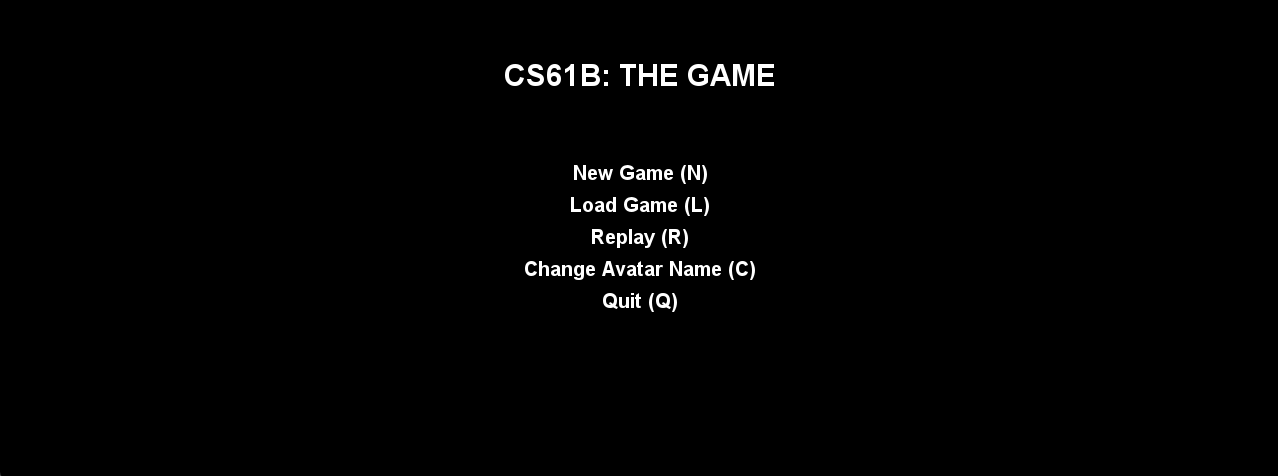 CS61B: THE GAME
New Game (N)
Load Game (L)
Replay (R)
Change Avatar Name (C)
Quit (Q)